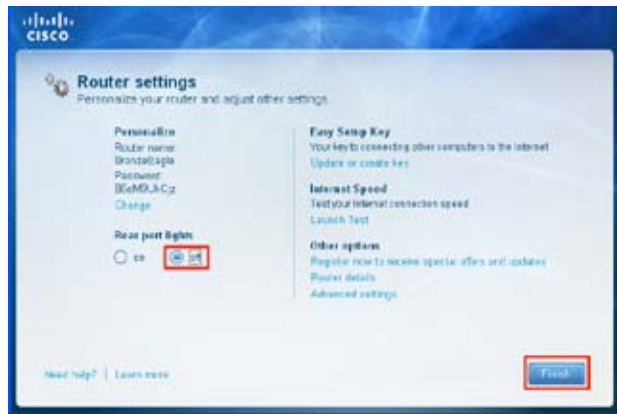 CISCO
Router settings
Personalize your router and adjust other settings
Personalize
Router name:
BronzeEagle
Password:
Change
Rear port lights
on off
Easy Setup Key
Your key to connecting other computers to the Internet
Update or create key
Internet Speed
Test your Internet connection speed
Launch Test
Other options
Register now to receive special offers and updates
Router details
Advanced settings
Need help? | Learn more
Finish